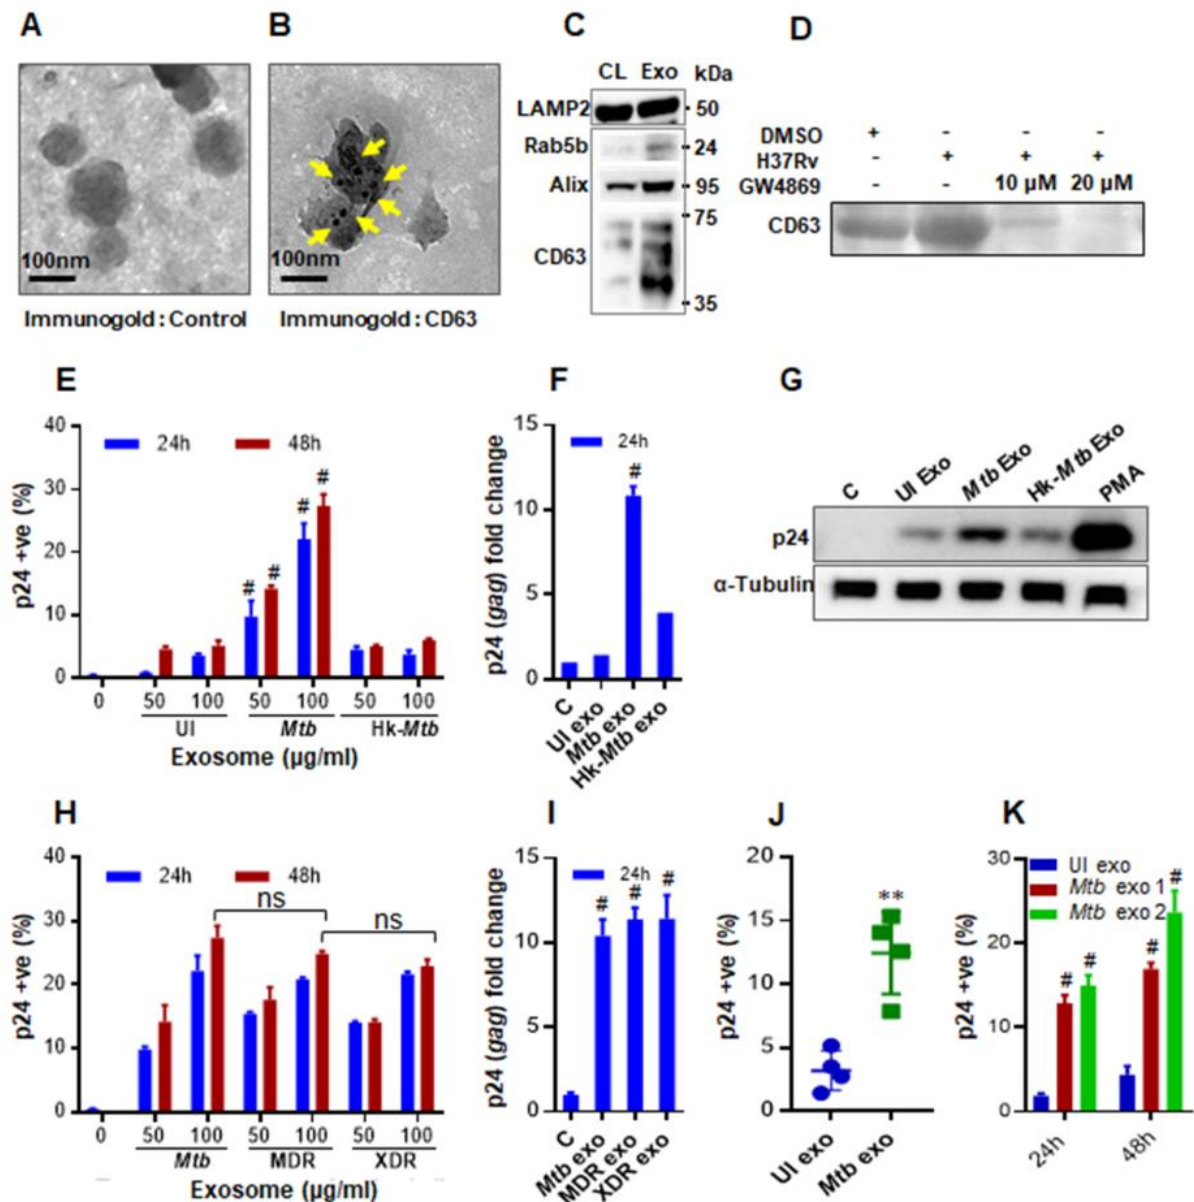 A
B
C
D
100nm
Immunogold : Control
100nm
Immunogold : CD63
CL Exo kDa
LAMP2 50
Rab5b 24
Alix 95
75
CD63
35
DMSO + - - -
H37Rv - + + +
GW4869 - - 10 µM 20 µM
CD63
E
F
G
40
30
20
10
0
p24 +ve (%)
24h 48h
# # # #
0 50 100 50 100 50 100
UI Mtb Hk-Mtb
Exosome (µg/ml)
15
10
5
0
p24 (gag) fold change
24h
#
C
UI exo
Mtb exo
Hk-Mtb exo
C
UI Exo
Mtb Exo
Hk-Mtb Exo
PMA
p24
α-Tubulin
H
I
J
K
40
30
20
10
0
p24 +ve (%)
24h 48h
ns
ns
0 50 100 50 100 50 100
Mtb MDR XDR
Exosome (µg/ml)
15
10
5
0
p24 (gag) fold change
24h
# # #
C
Mtb exo
MDR exo
XDR exo
20
15
10
5
0
p24 +ve (%)
**
UI exo
Mtb exo
30
20
10
0
p24 +ve (%)
UI exo
Mtb exo 1
Mtb exo 2
# # # #
24h
48h